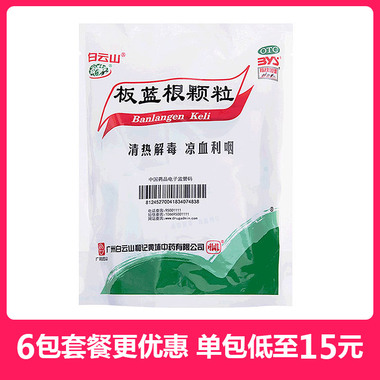 白云山®
OTC
板蓝根颗粒
Banlangen Keli
清热解毒 凉血利咽
中国药品电子监管码
81245270041834074838
广州白云山和记黄埔中药有限公司
6包套餐更优惠 单包低至15元